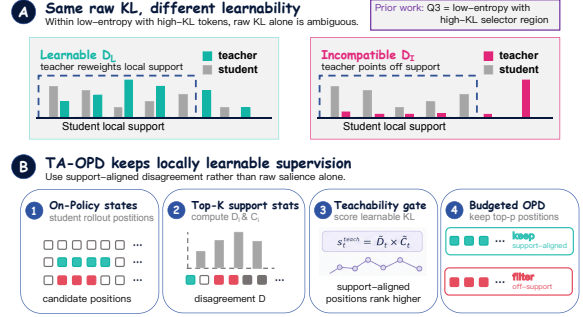 A Same raw KL, different learnability
Within low-entropy with high-KL tokens, raw KL alone is ambiguous.
Prior work: Q3 = low-entropy with
high-KL selector region
Learnable D_L
teacher reweights local support
teacher
student
Student local support
Incompatible D_I
teacher points off support
teacher
student
Student local support
B TA-OPD keeps locally learnable supervision
Use support-aligned disagreement rather than raw salience alone.
1 On-Policy states
student rollout positions
...
...
...
candidate positions
2 Top-K support stats
compute D_t & C_t
...
disagreement D
3 Teachability gate
score learnable KL
s_t^teach = D̃_t × C̃_t
support-aligned
positions rank higher
4 Budgeted OPD
keep top-p positions
... keep
support-aligned
... filter
off-support